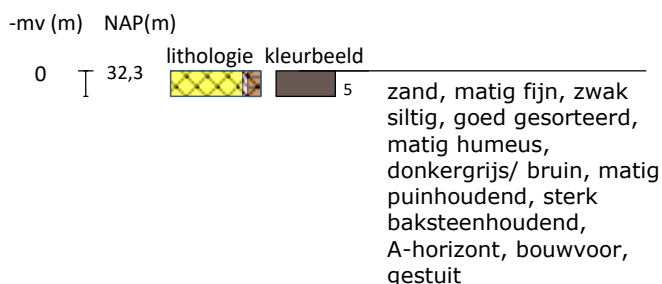 -mv (m) NAP(m)
lithologie kleurbeeld
0 32,3
5
zand, matig fijn, zwak
siltig, goed gesorteerd,
matig humeus,
donkergrijs/ bruin, matig
puinhoudend, sterk
baksteenhoudend,
A-horizont, bouwvoor,
gestuit